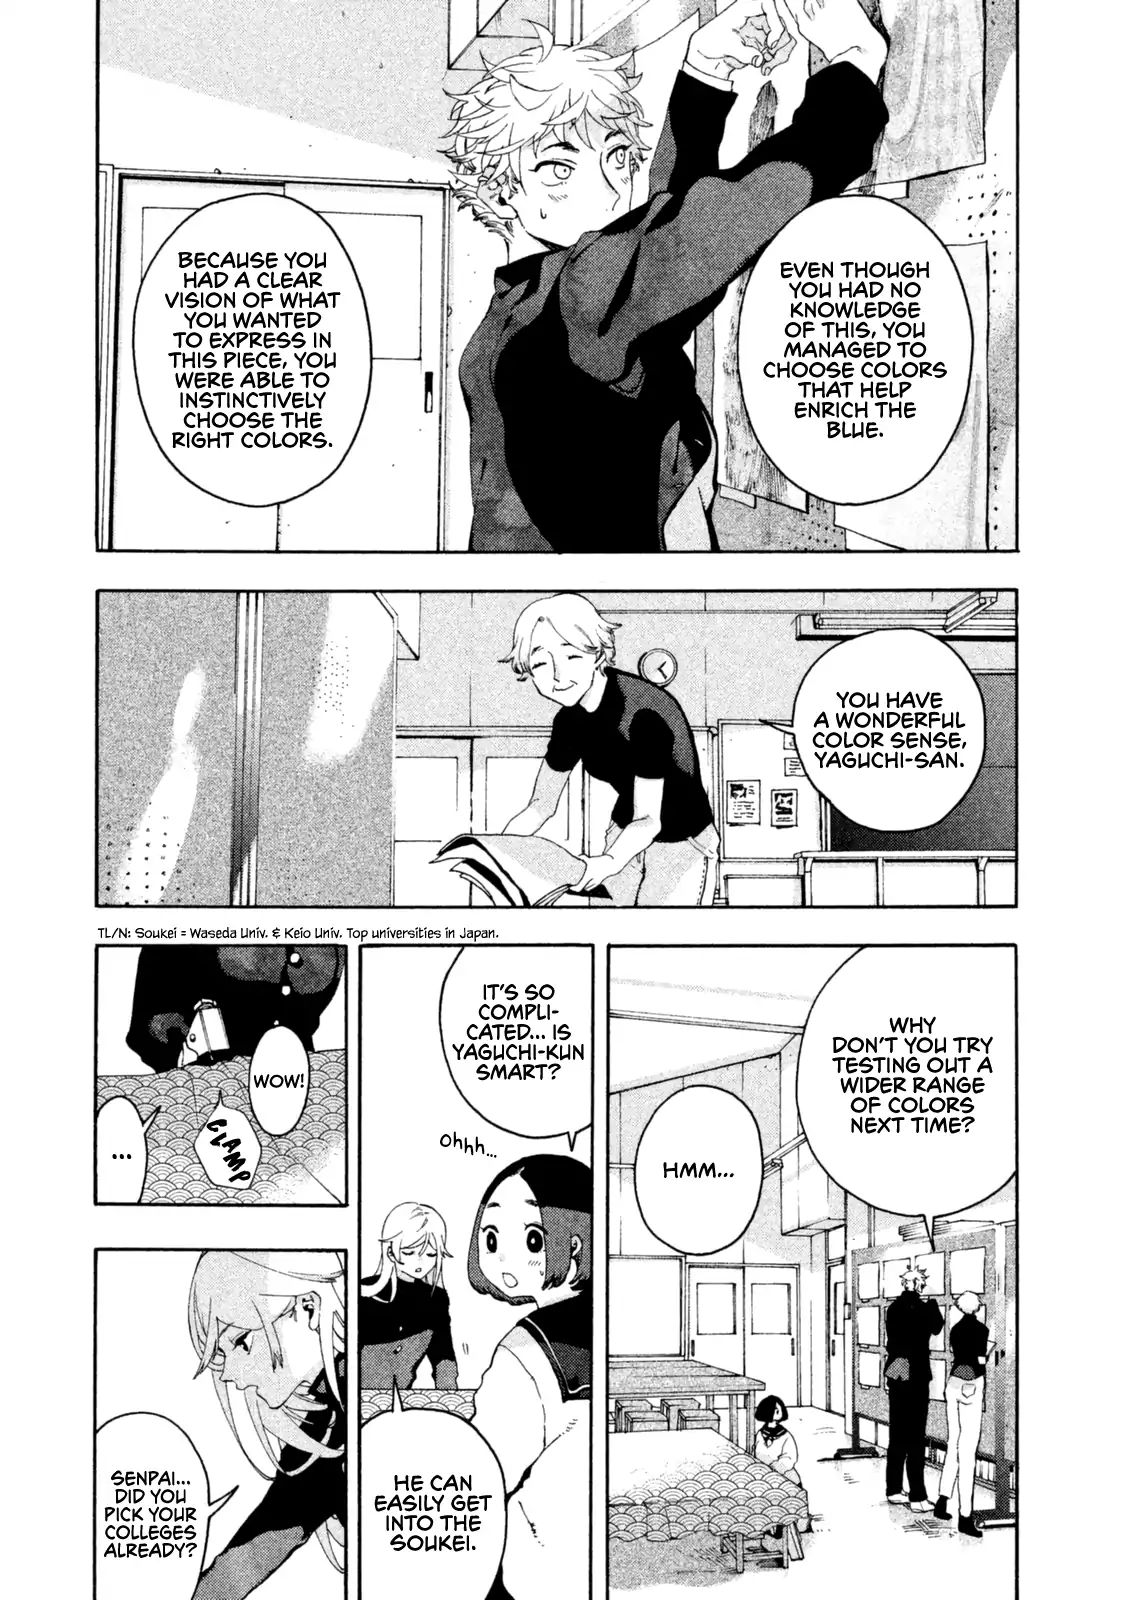 EVEN THOUGH
YOU HAD NO
KNOWLEDGE
OF THIS, YOU
MANAGED TO
CHOOSE COLORS
THAT HELP
ENRICH THE
BLUE.
BECAUSE YOU
HAD A CLEAR
VISION OF WHAT
YOU WANTED
TO EXPRESS IN
THIS PIECE, YOU
WERE ABLE TO
INSTINCTIVELY
CHOOSE THE
RIGHT COLORS.
YOU HAVE
A WONDERFUL
COLOR SENSE,
YAGUCHI-SAN.
TL/N: Soukei = Waseda Univ. & Keio Univ. Top universities in Japan.
WHY
DON'T YOU TRY
TESTING OUT A
WIDER RANGE
OF COLORS
NEXT TIME?
HMM...
IT'S SO
COMPLI-
CATED... IS
YAGUCHI-KUN
SMART?
Ohhh...
HE CAN
EASILY GET
INTO THE
SOUKEI.
WOW!
CLAMP
...
SENPAI...
DID YOU
PICK YOUR
COLLEGES
ALREADY?